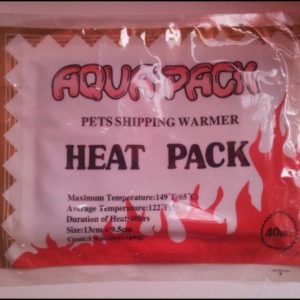 AQUA PACK
PETS SHIPPING WARMER
HEAT PACK
Maximum Temperature:149°F(65°C)
Average Temperature:122°F
Duration of Heat:40hrs
Size:13cm x 9.5cm
40hrs